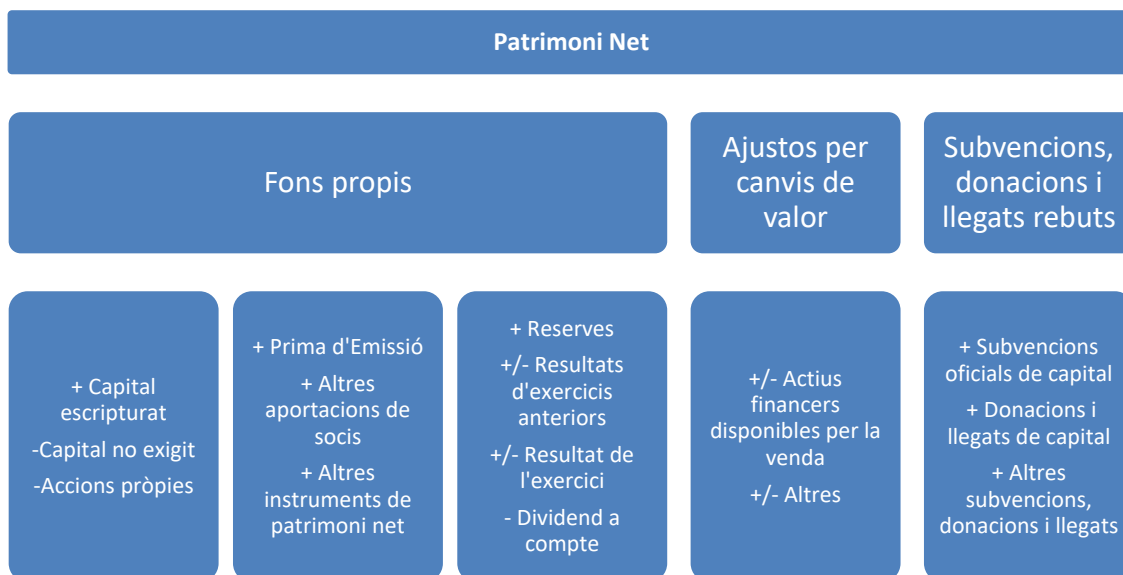 Patrimoni Net
Fons propis
Ajustos per
canvis de
valor
Subvencions,
donacions i
llegats rebuts
+ Capital
escripturat
-Capital no exigit
-Accions pròpies
+ Prima d'Emissió
+ Altres
aportacions de
socis
+ Altres
instruments de
patrimoni net
+ Reserves
+/- Resultats
d'exercicis
anteriors
+/- Resultat de
l'exercici
- Dividend a
compte
+/- Actius
financers
disponibles per la
venda
+/- Altres
+ Subvencions
oficials de capital
+ Donacions i
llegats de capital
+ Altres
subvencions,
donacions i llegats